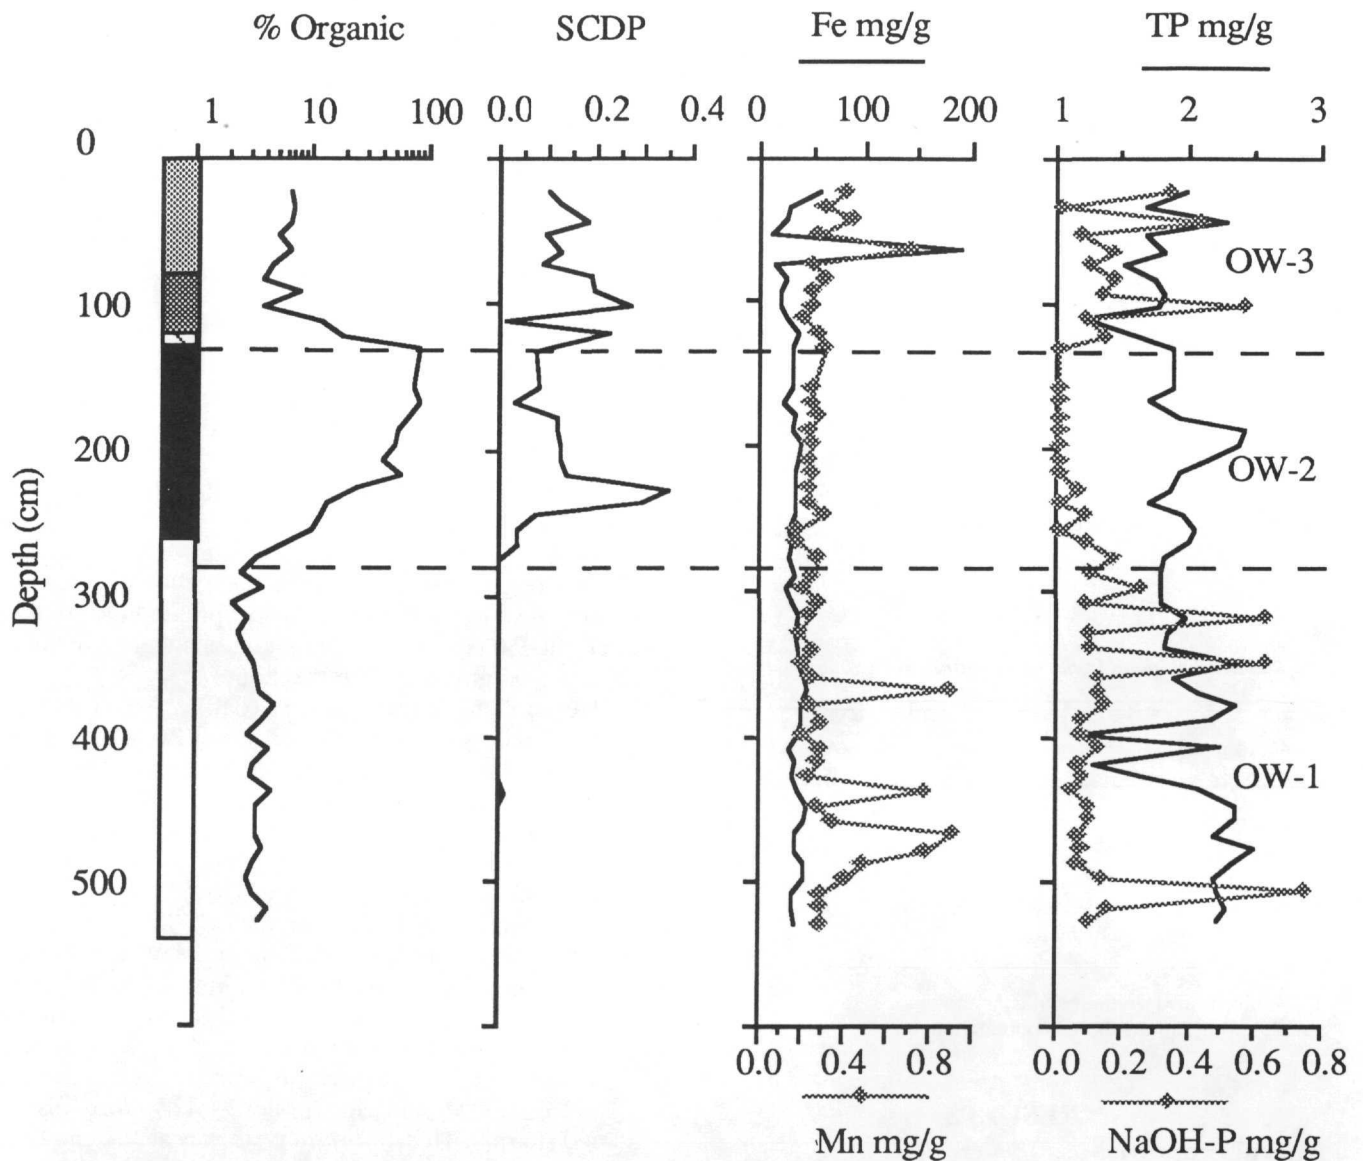 % Organic SCDP Fe mg/g TP mg/g
1 10 100 0.0 0.2 0.4 0 100 200 1 2 3
0
100
200
300
400
500
Depth (cm)
OW-3
OW-2
OW-1
0.0 0.4 0.8 0.0 0.2 0.4 0.6 0.8
Mn mg/g NaOH-P mg/g